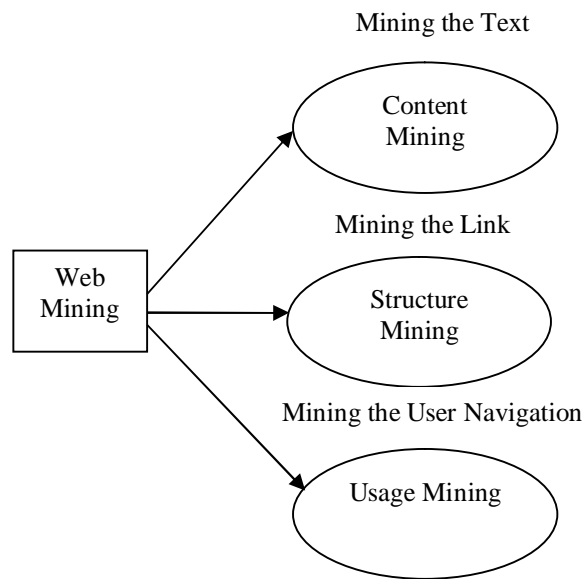 Mining the Text
Content
Mining
Mining the Link
Web
Mining
Structure
Mining
Mining the User Navigation
Usage Mining